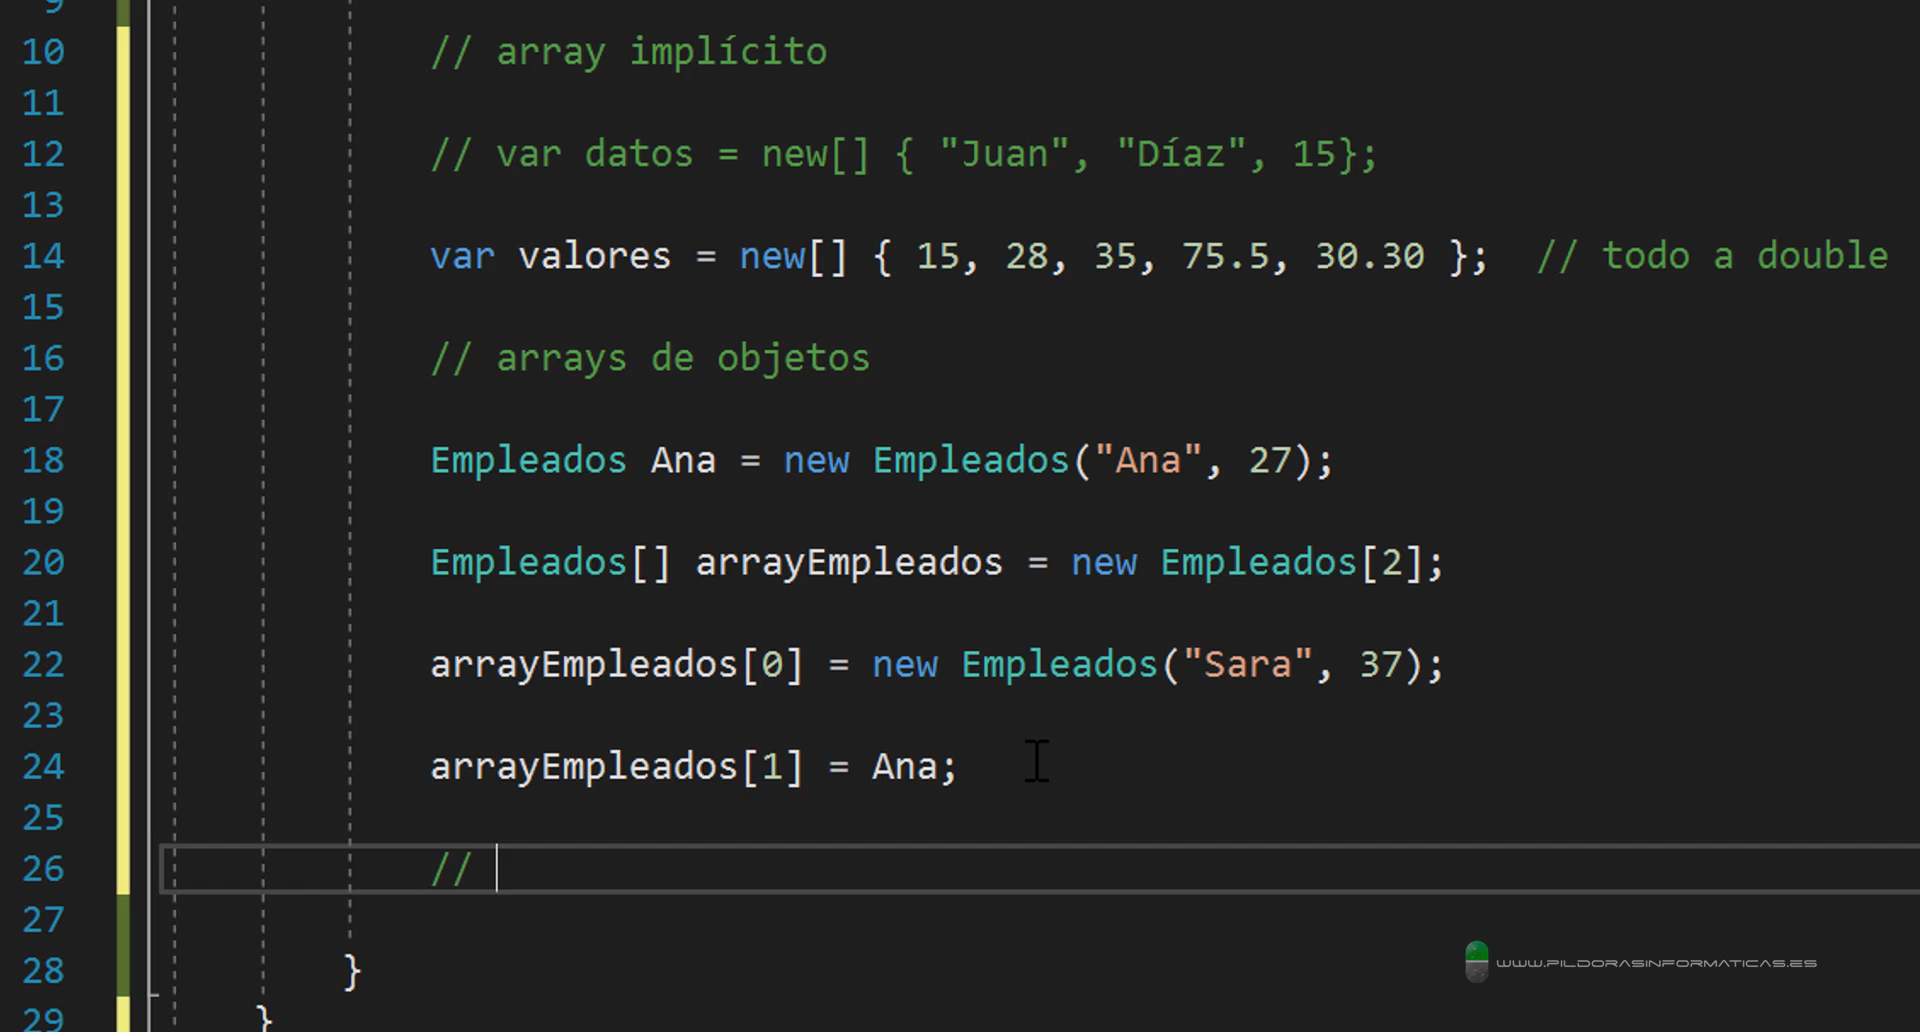 9
10 // array implícito
11
12 // var datos = new[] { "Juan", "Díaz", 15};
13
14 var valores = new[] { 15, 28, 35, 75.5, 30.30 }; // todo a double
15
16 // arrays de objetos
17
18 Empleados Ana = new Empleados("Ana", 27);
19
20 Empleados[] arrayEmpleados = new Empleados[2];
21
22 arrayEmpleados[0] = new Empleados("Sara", 37);
23
24 arrayEmpleados[1] = Ana;
25
26 //
27
28 }
29 }
WWW.PILDORASINFORMATICAS.ES